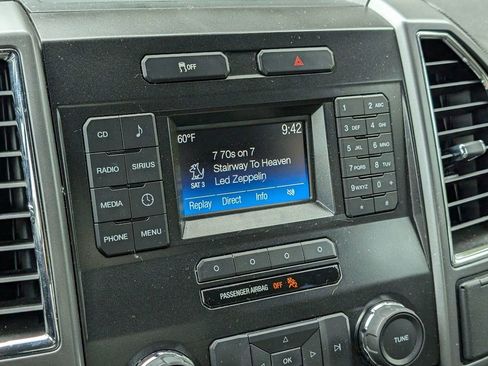 OFF
60°F 9:42
7 70s on 7
Stairway To Heaven
SAT 3 Led Zeppelin
Replay Direct Info
CD
RADIO SIRIUS
MEDIA
PHONE MENU
1 2 ABC
3 DEF 4 GHI
5 JKL 6 MNO
7 PQRS 8 TUV
9 WXYZ 0
* #
PASSENGER AIRBAG OFF
OK
TUNE